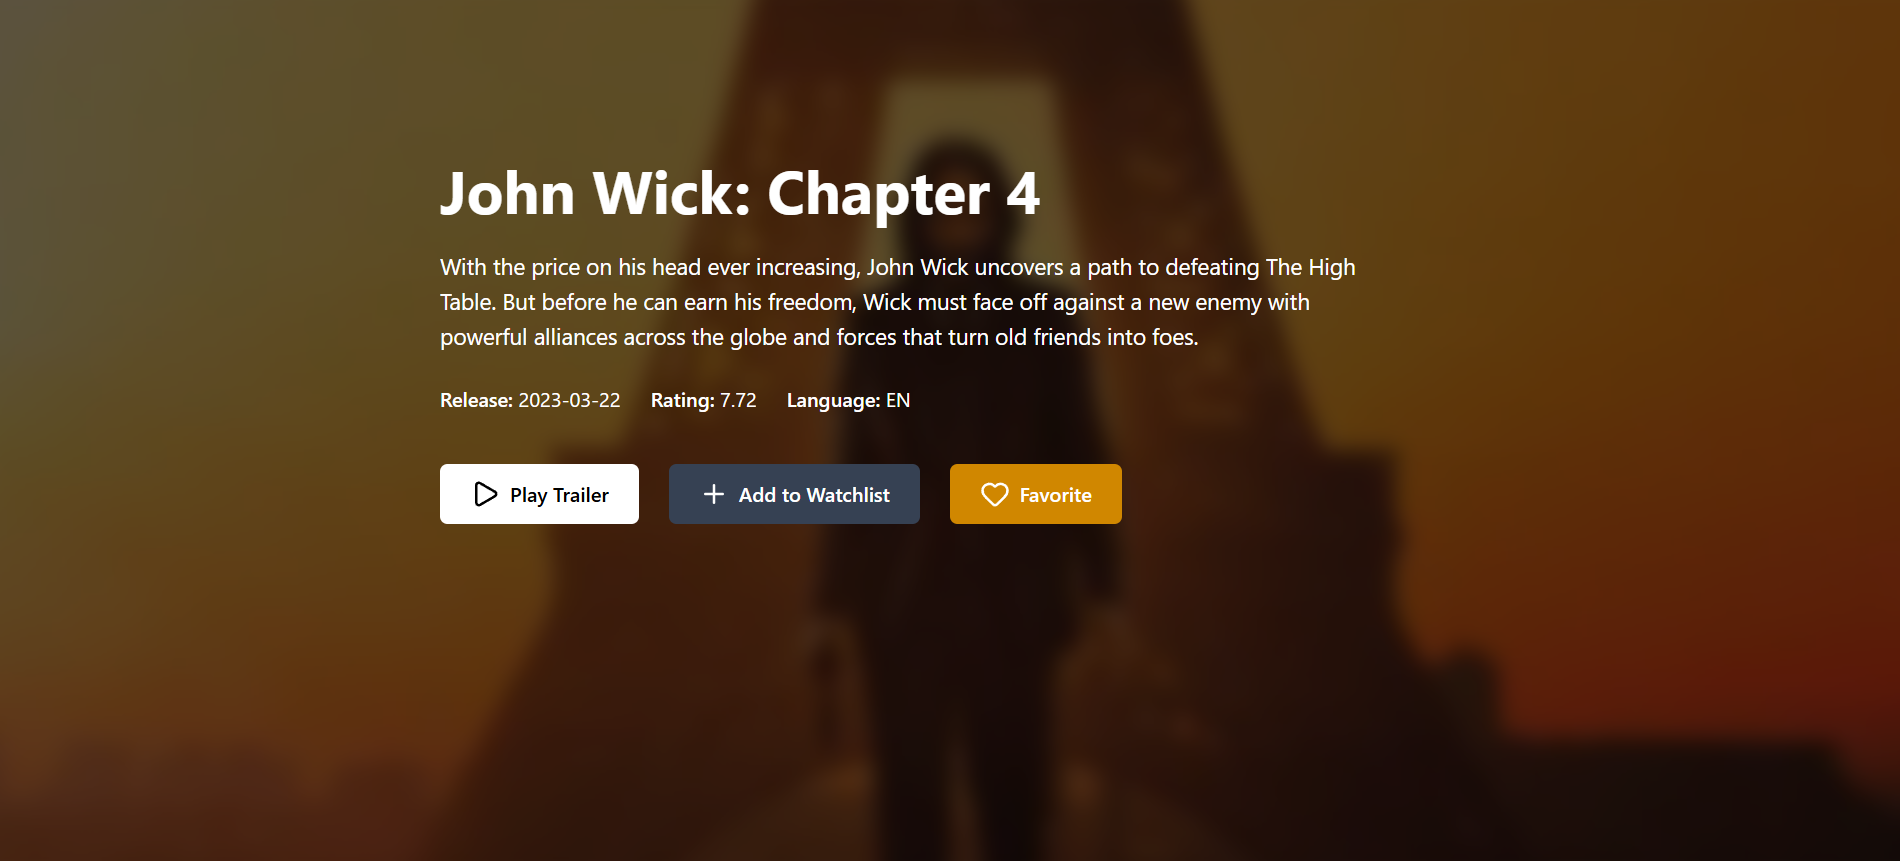 John Wick: Chapter 4
With the price on his head ever increasing, John Wick uncovers a path to defeating The High
Table. But before he can earn his freedom, Wick must face off against a new enemy with
powerful alliances across the globe and forces that turn old friends into foes.
Release: 2023-03-22 Rating: 7.72 Language: EN
Play Trailer Add to Watchlist Favorite